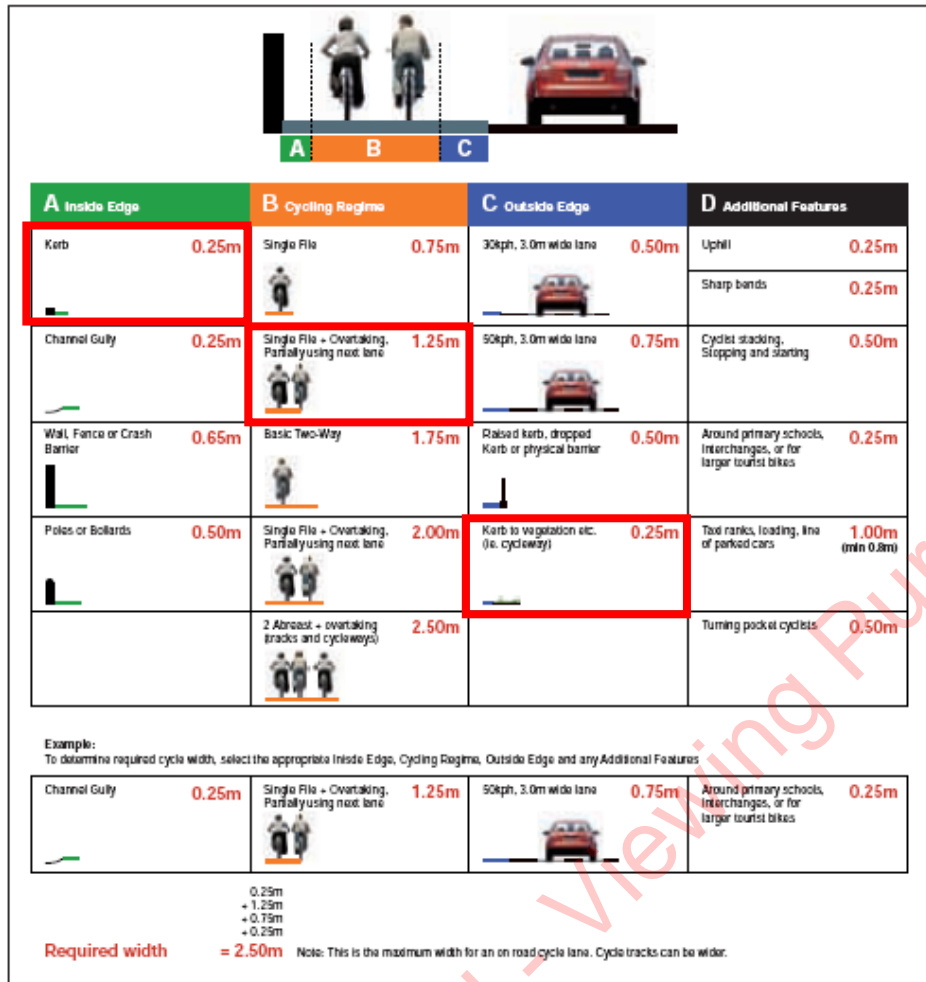 A B C
A Inside Edge
B Cycling Regime
C Outside Edge
D Additional Features
Kerb 0.25m
Single File 0.75m
30kph, 3.0m wide lane 0.50m
Uphill 0.25m
Sharp bends 0.25m
Channel Gully 0.25m
Single File + Overtaking, 1.25m
Partially using next lane
50kph, 3.0m wide lane 0.75m
Cyclist stacking, 0.50m
Stopping and starting
Wall, Fence or Crash 0.65m
Barrier
Basic Two-Way 1.75m
Raised kerb, dropped 0.50m
Kerb or physical barrier
Around primary schools, 0.25m
Interchanges, or for
larger tourist bikes
Poles or Bollards 0.50m
Single File + Overtaking, 2.00m
Partially using next lane
Kerb to vegetation etc. 0.25m
(ie. cycleway)
Taxi ranks, loading, line 1.00m
of parked cars (min 0.8m)
2 Abreast + overtaking 2.50m
(tracks and cycleways)
Turning pocket cyclists 0.50m
Example:
To determine required cycle width, select the appropriate Inisde Edge, Cycling Regime, Outside Edge and any Additional Features
Channel Gully 0.25m
Single File + Overtaking, 1.25m
Partially using next lane
50kph, 3.0m wide lane 0.75m
Around primary schools, 0.25m
Interchanges, or for
larger tourist bikes
0.25m
+ 1.25m
+ 0.75m
+ 0.25m
Required width = 2.50m Note: This is the maximum width for an on road cycle lane. Cycle tracks can be wider.
- Viewing Pur